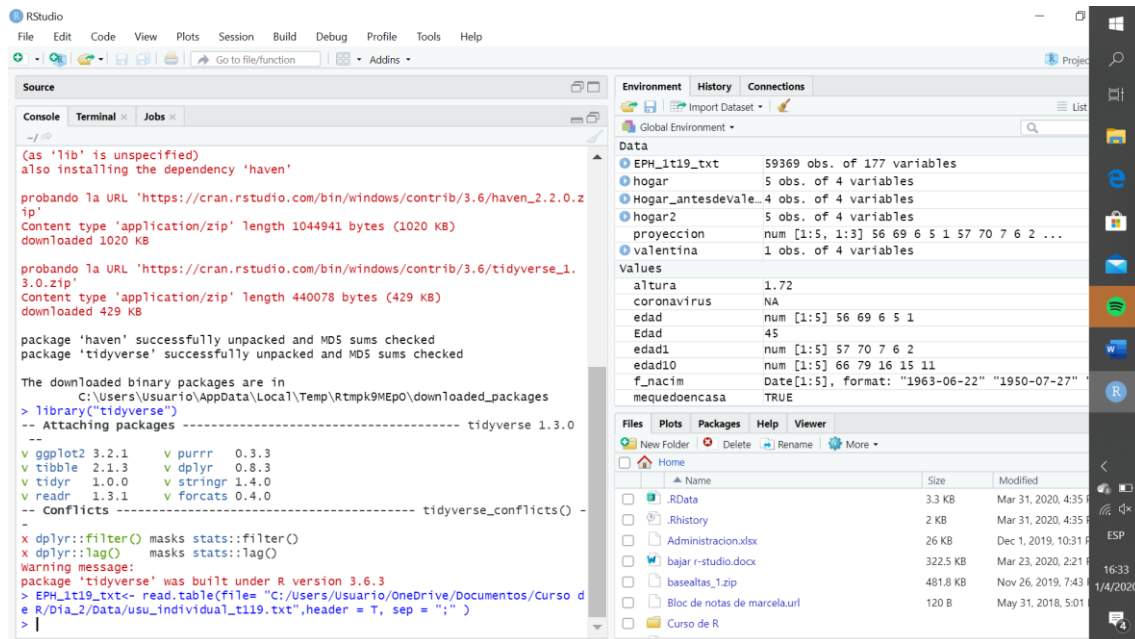 RStudio
File Edit Code View Plots Session Build Debug Profile Tools Help
Go to file/function Addins
Source
Console Terminal Jobs
~/
(as 'lib' is unspecified)
also installing the dependency 'haven'
probando la URL 'https://cran.rstudio.com/bin/windows/contrib/3.6/haven_2.2.0.z
ip'
Content type 'application/zip' length 1044941 bytes (1020 KB)
downloaded 1020 KB
probando la URL 'https://cran.rstudio.com/bin/windows/contrib/3.6/tidyverse_1.
3.0.zip'
Content type 'application/zip' length 440078 bytes (429 KB)
downloaded 429 KB
package 'haven' successfully unpacked and MD5 sums checked
package 'tidyverse' successfully unpacked and MD5 sums checked
The downloaded binary packages are in
C:\Users\Usuario\AppData\Local\Temp\Rtmpk9MEpO\downloaded_packages
> library("tidyverse")
-- Attaching packages ------------------------------------- tidyverse 1.3.0
--
v ggplot2 3.2.1 v purrr 0.3.3
v tibble 2.1.3 v dplyr 0.8.3
v tidyr 1.0.0 v stringr 1.4.0
v readr 1.3.1 v forcats 0.4.0
-- Conflicts ---------------------------------------- tidyverse_conflicts() -
-
x dplyr::filter() masks stats::filter()
x dplyr::lag() masks stats::lag()
Warning message:
package 'tidyverse' was built under R version 3.6.3
> EPH_1t19_txt<- read.table(file= "C:/Users/Usuario/OneDrive/Documentos/Curso d
e R/Dia_2/Data/usu_individual_t119.txt",header = T, sep = ";" )
>
Projec
Environment History Connections
Import Dataset List
Global Environment
Data
EPH_1t19_txt 59369 obs. of 177 variables
hogar 5 obs. of 4 variables
Hogar_antesdeVale… 4 obs. of 4 variables
hogar2 5 obs. of 4 variables
proyeccion num [1:5, 1:3] 56 69 6 5 1 57 70 7 6 2 ...
valentina 1 obs. of 4 variables
Values
altura 1.72
coronavirus NA
edad num [1:5] 56 69 6 5 1
Edad 45
edad1 num [1:5] 57 70 7 6 2
edad10 num [1:5] 66 79 16 15 11
f_nacim Date[1:5], format: "1963-06-22" "1950-07-27" "
mequedoencasa TRUE
Files Plots Packages Help Viewer
New Folder Delete Rename More
Home
Name Size Modified
.RData 3.3 KB Mar 31, 2020, 4:35 P
.Rhistory 2 KB Mar 31, 2020, 4:35 P
Administracion.xlsx 26 KB Dec 1, 2019, 10:31 P
bajar r-studio.docx 322.5 KB Mar 23, 2020, 2:21 P
basealtas_1.zip 481.8 KB Nov 26, 2019, 7:43
Bloc de notas de marcela.url 120 B May 31, 2018, 5:01
Curso de R
ESP
16:33
1/4/2020
4